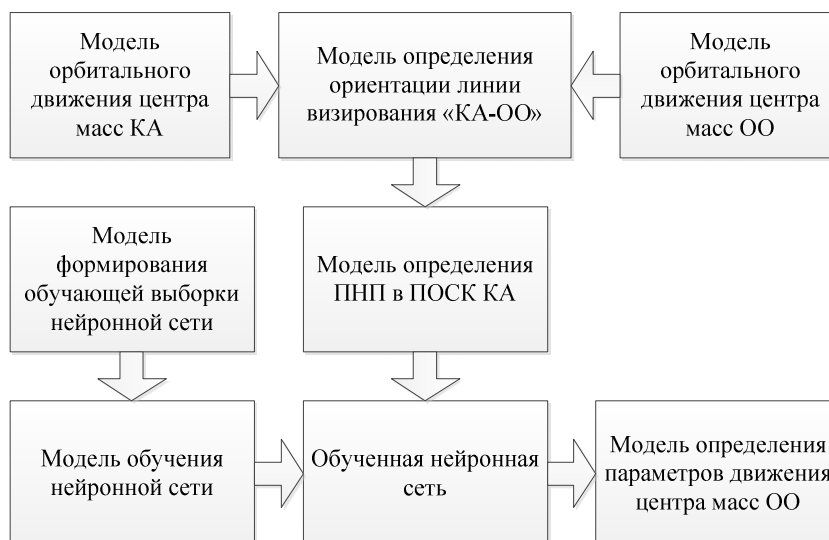 Модель
орбитального
движения центра
масс КА
Модель определения
ориентации линии
визирования «КА-ОО»
Модель
орбитального
движения центра
масс ОО
Модель
формирования
обучающей выборки
нейронной сети
Модель определения
ПНП в ПОСК КА
Модель обучения
нейронной сети
Обученная нейронная
сеть
Модель определения
параметров движения
центра масс ОО